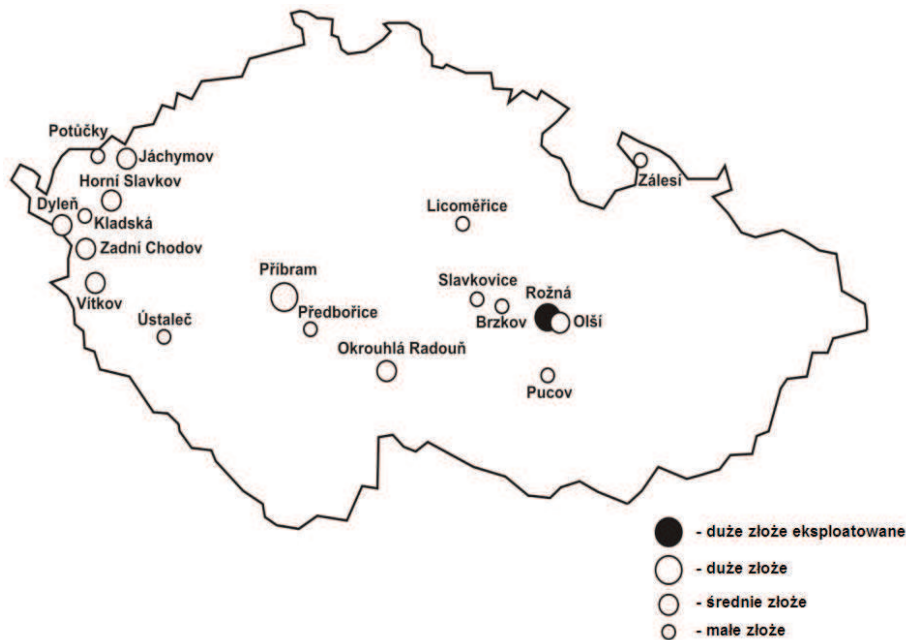 Potůčky
Jáchymov
Horní Slavkov
Dyleň
Kladská
Zadní Chodov
Vítkov
Ústaleč
Příbram
Předbořice
Okrouhlá Radouň
Licoměřice
Slavkovice
Brzkov
Rožná
Olší
Pucov
Zálesí
- duże złoże eksploatowane
- duże złoże
- średnie złoże
- małe złoże